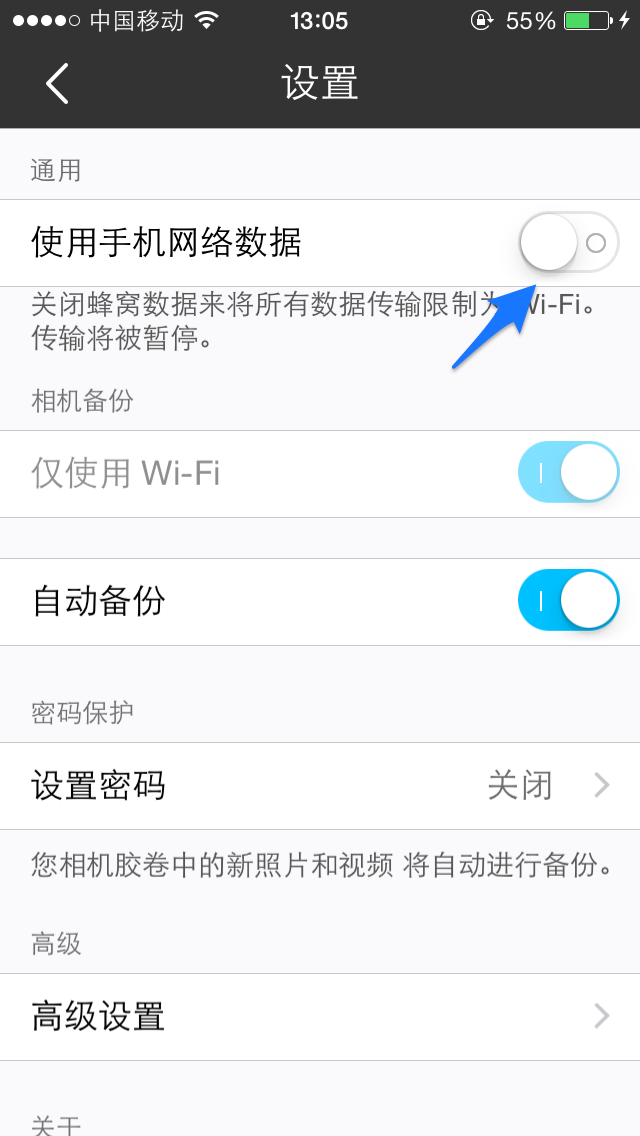 中国移动 13:05 55%
设置
通用
使用手机网络数据
关闭蜂窝数据来将所有数据传输限制为 Wi-Fi。
传输将被暂停。
相机备份
仅使用 Wi-Fi
自动备份
密码保护
设置密码 关闭
您相机胶卷中的新照片和视频 将自动进行备份。
高级
高级设置
关于